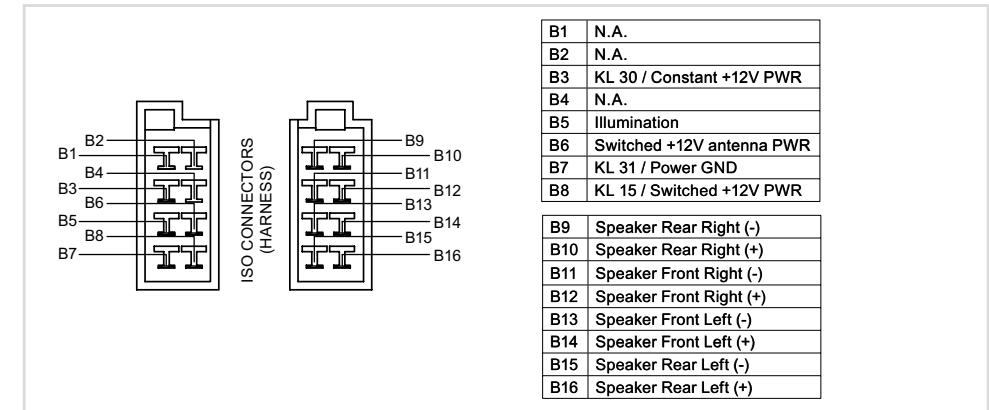 B2
B1
B4
B3
B6
B5
B8
B7
ISO CONNECTORS
(HARNESS)
B9
B10
B11
B12
B13
B14
B15
B16
B1 N.A.
B2 N.A.
B3 KL 30 / Constant +12V PWR
B4 N.A.
B5 Illumination
B6 Switched +12V antenna PWR
B7 KL 31 / Power GND
B8 KL 15 / Switched +12V PWR
B9 Speaker Rear Right (-)
B10 Speaker Rear Right (+)
B11 Speaker Front Right (-)
B12 Speaker Front Right (+)
B13 Speaker Front Left (-)
B14 Speaker Front Left (+)
B15 Speaker Rear Left (-)
B16 Speaker Rear Left (+)